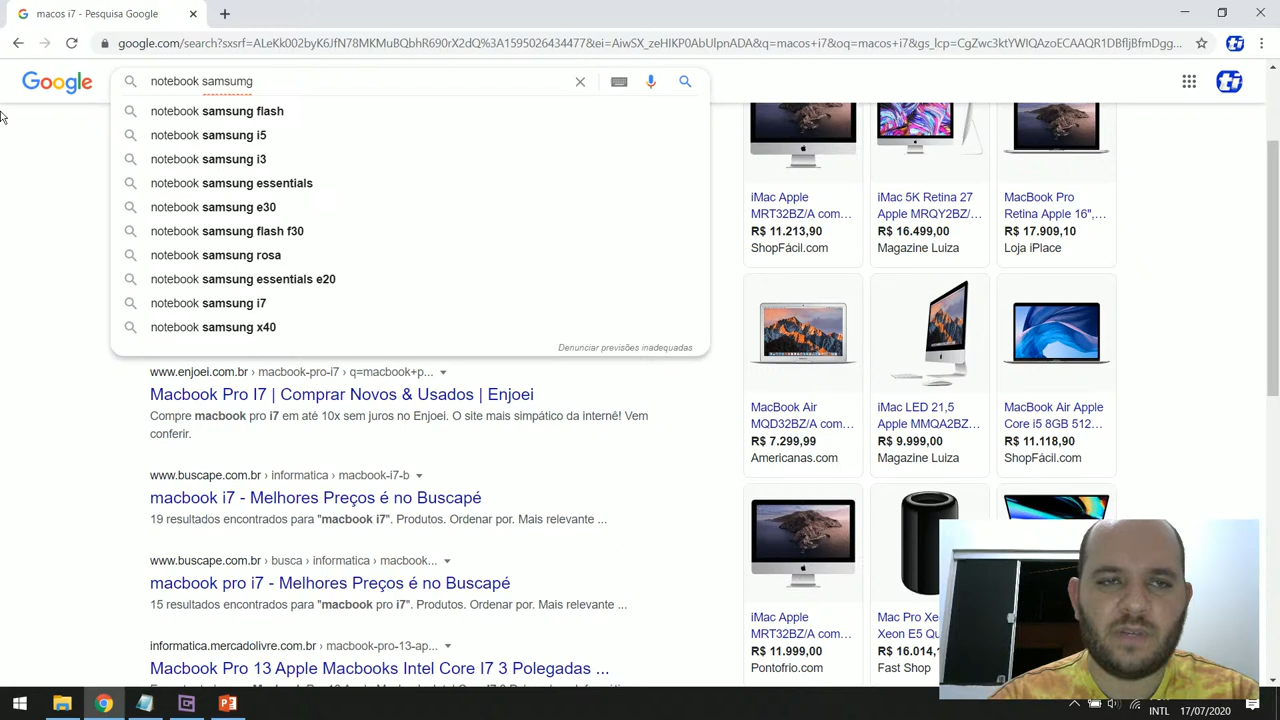 macos i7 - Pesquisa Google
google.com/search?sxsrf=ALeKk002byK6JfN78MKMuBQbhR690rX2dQ%3A1595026434477&ei=AiwSX_zeHIKP0AbUlpnADA&q=macos+i7&oq=macos+i7&gs_lcp=CgZwc3ktYWIQAzoECAAQR1DBfljBfmDgg...
Google
notebook samsumg
notebook samsung flash
notebook samsung i5
notebook samsung i3
notebook samsung essentials
notebook samsung e30
notebook samsung flash f30
notebook samsung rosa
notebook samsung essentials e20
notebook samsung i7
notebook samsung x40
Denunciar previsões inadequadas
www.enjoei.com.br › macbook-pro-i7 › q=macbook+p...
Macbook Pro I7 | Comprar Novos & Usados | Enjoei
Compre macbook pro i7 em até 10x sem juros no Enjoei. O site mais simpático da internê! Vem
conferir.
www.buscape.com.br › informatica › macbook-i7-b
macbook i7 - Melhores Preços é no Buscapé
19 resultados encontrados para "macbook i7". Produtos. Ordenar por. Mais relevante ...
www.buscape.com.br › busca › informatica › macbook...
macbook pro i7 - Melhores Preços é no Buscapé
15 resultados encontrados para "macbook pro i7". Produtos. Ordenar por. Mais relevante ...
informatica.mercadolivre.com.br › macbook-pro-13-ap...
Macbook Pro 13 Apple Macbooks Intel Core I7 3 Polegadas ...
iMac Apple
MRT32BZ/A com...
R$ 11.213,90
ShopFácil.com
iMac 5K Retina 27
Apple MRQY2BZ/...
R$ 16.499,00
Magazine Luiza
MacBook Pro
Retina Apple 16",...
R$ 17.909,10
Loja iPlace
MacBook Air
MQD32BZ/A com...
R$ 7.299,99
Americanas.com
iMac LED 21,5
Apple MMQA2BZ...
R$ 9.999,00
Magazine Luiza
MacBook Air Apple
Core i5 8GB 512...
R$ 11.118,90
ShopFácil.com
iMac Apple
MRT32BZ/A com...
R$ 11.999,00
Pontofrio.com
Mac Pro Xe
Xeon E5 Qu
R$ 16.014,
Fast Shop
INTL
17/07/2020